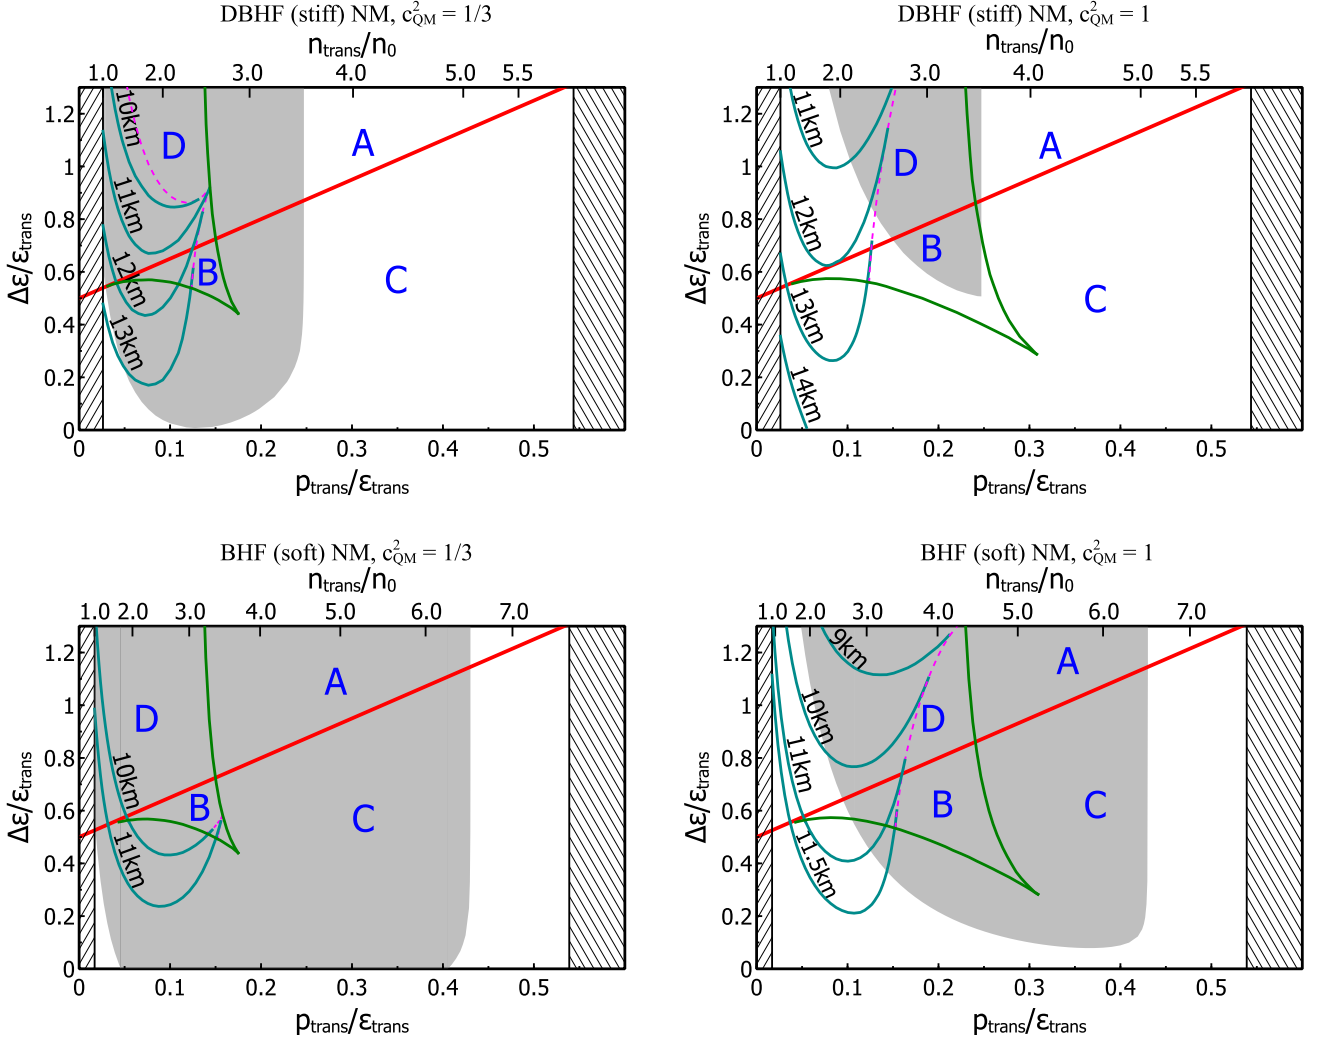 DBHF (stiff) NM, c²QM = 1/3
ntrans/n0
1.0 2.0 3.0 4.0 5.0 5.5
1.2
1
0.8
0.6
0.4
0.2
0
Δε/εtrans
10km
11km
12km
13km
D
A
B
C
0 0.1 0.2 0.3 0.4 0.5
ptrans/εtrans
DBHF (stiff) NM, c²QM = 1
ntrans/n0
1.0 2.0 3.0 4.0 5.0 5.5
1.2
1
0.8
0.6
0.4
0.2
0
Δε/εtrans
11km
12km
13km
14km
A
D
B
C
0 0.1 0.2 0.3 0.4 0.5
ptrans/εtrans
BHF (soft) NM, c²QM = 1/3
ntrans/n0
1.0 2.0 3.0 4.0 5.0 6.0 7.0
1.2
1
0.8
0.6
0.4
0.2
0
Δε/εtrans
10km
11km
A
D
B
C
0 0.1 0.2 0.3 0.4 0.5
ptrans/εtrans
BHF (soft) NM, c²QM = 1
ntrans/n0
1.0 2.0 3.0 4.0 5.0 6.0 7.0
1.2
1
0.8
0.6
0.4
0.2
0
Δε/εtrans
9km
10km
11km
11.5km
A
D
B
C
0 0.1 0.2 0.3 0.4 0.5
ptrans/εtrans